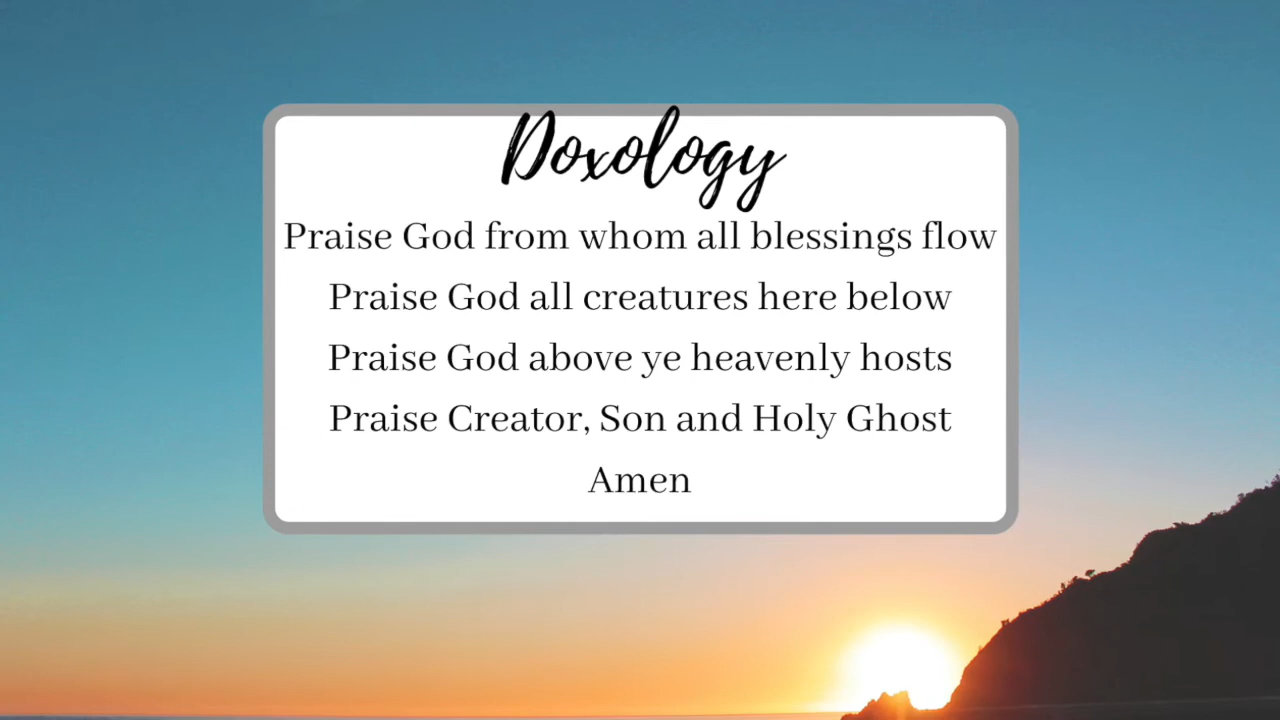 Doxology
Praise God from whom all blessings flow
Praise God all creatures here below
Praise God above ye heavenly hosts
Praise Creator, Son and Holy Ghost
Amen